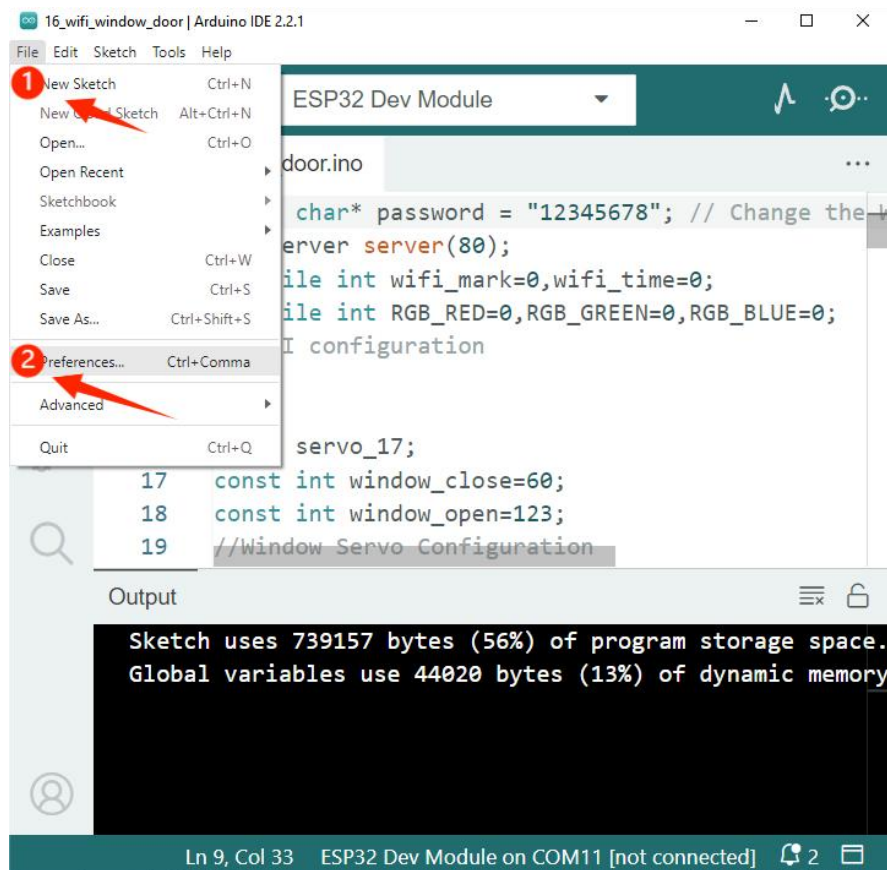 16_wifi_window_door | Arduino IDE 2.2.1
File Edit Sketch Tools Help
1
New Sketch Ctrl+N
New Sketch Alt+Ctrl+N
Open... Ctrl+O
Open Recent
Sketchbook
Examples
Close Ctrl+W
Save Ctrl+S
Save As... Ctrl+Shift+S
2
Preferences... Ctrl+Comma
Advanced
Quit Ctrl+Q
ESP32 Dev Module
door.ino
char* password = "12345678"; // Change the
erver server(80);
ile int wifi_mark=0,wifi_time=0;
ile int RGB_RED=0,RGB_GREEN=0,RGB_BLUE=0;
I configuration
servo_17;
17 const int window_close=60;
18 const int window_open=123;
19 //Window Servo Configuration
Output
Sketch uses 739157 bytes (56%) of program storage space.
Global variables use 44020 bytes (13%) of dynamic memory
Ln 9, Col 33 ESP32 Dev Module on COM11 [not connected] 2